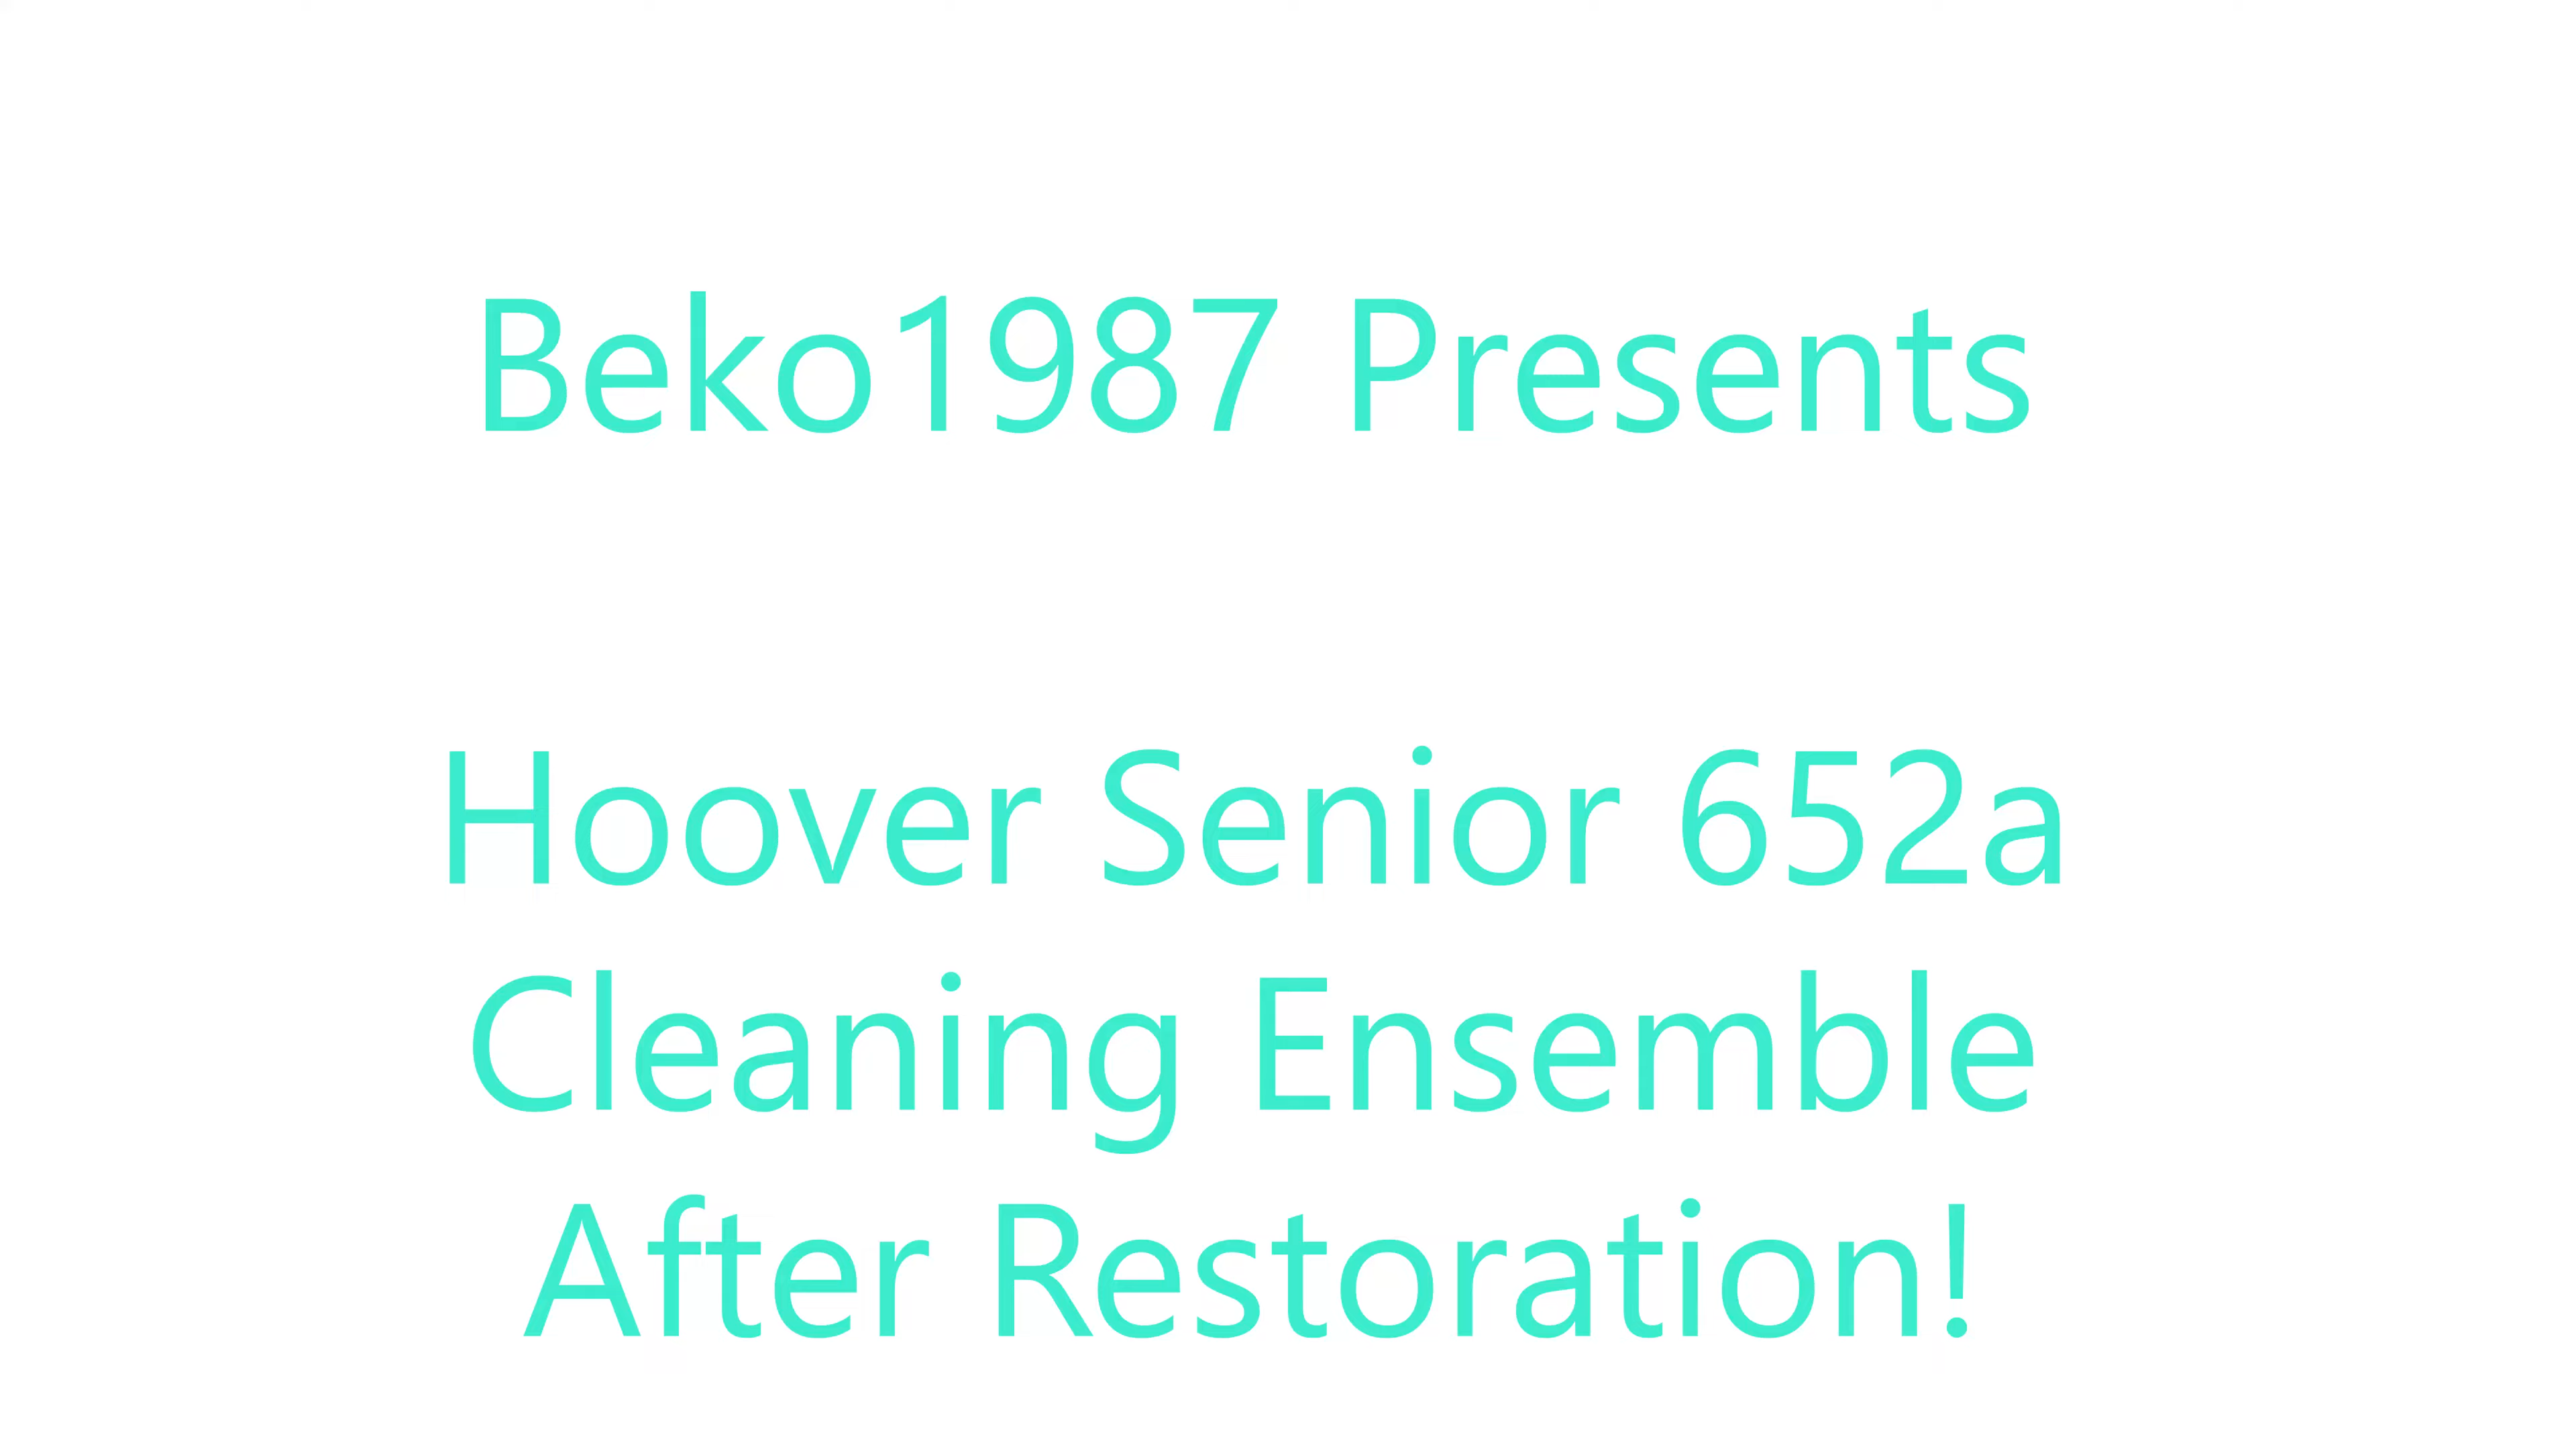 Beko1987 Presents
Hoover Senior 652a
Cleaning Ensemble
After Restoration!